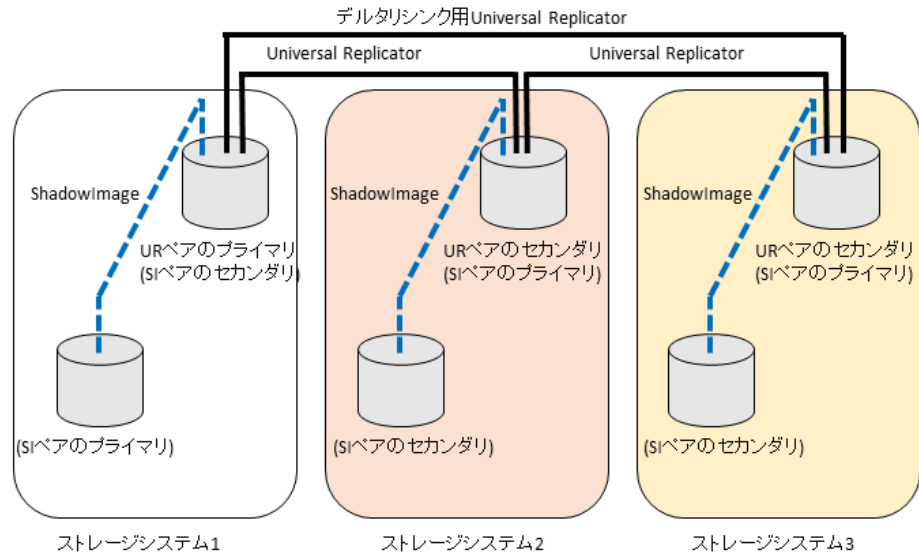 デルタリシンク用Universal Replicator
Universal Replicator
Universal Replicator
ShadowImage
ShadowImage
ShadowImage
URペアのプライマリ
(SIペアのセカンダリ)
URペアのセカンダリ
(SIペアのプライマリ)
URペアのセカンダリ
(SIペアのプライマリ)
(SIペアのプライマリ)
(SIペアのセカンダリ)
(SIペアのセカンダリ)
ストレージシステム1
ストレージシステム2
ストレージシステム3